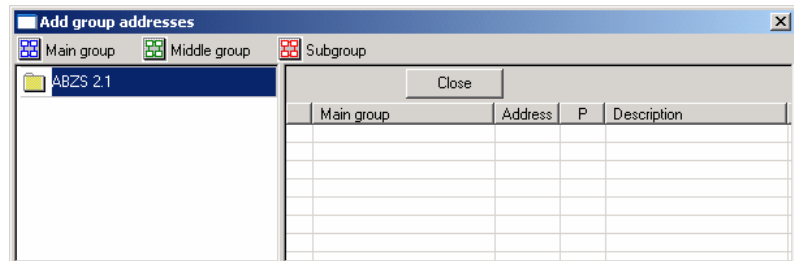 Add group addresses
Main group Middle group Subgroup
ABZS 2.1
Close
Main group Address P Description